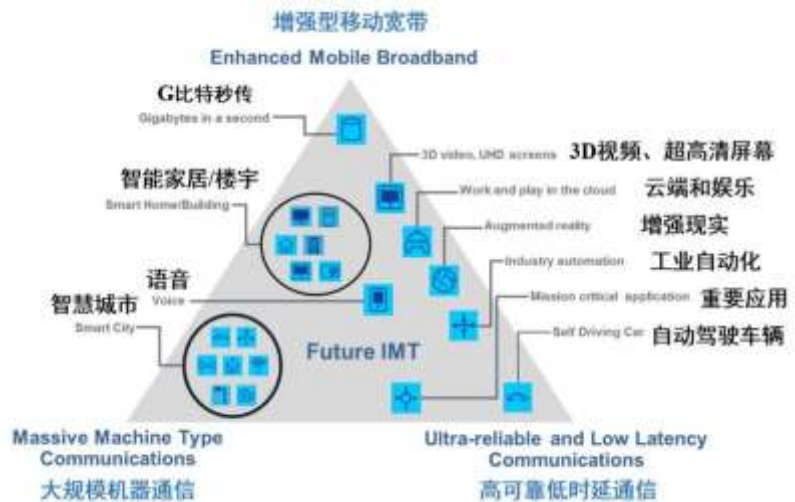 增强型移动宽带
Enhanced Mobile Broadband
G比特秒传
Gigabytes in a second
3D video, UHD screens 3D视频、超高清屏幕
智能家居/楼宇
Smart Home/Building
Work and play in the cloud 云端和娱乐
Augmented reality 增强现实
Industry automation 工业自动化
语音
Voice
Mission critical application 重要应用
智慧城市
Smart City
Self Driving Car 自动驾驶车辆
Future IMT
Massive Machine Type
Communications
大规模机器通信
Ultra-reliable and Low Latency
Communications
高可靠低时延通信